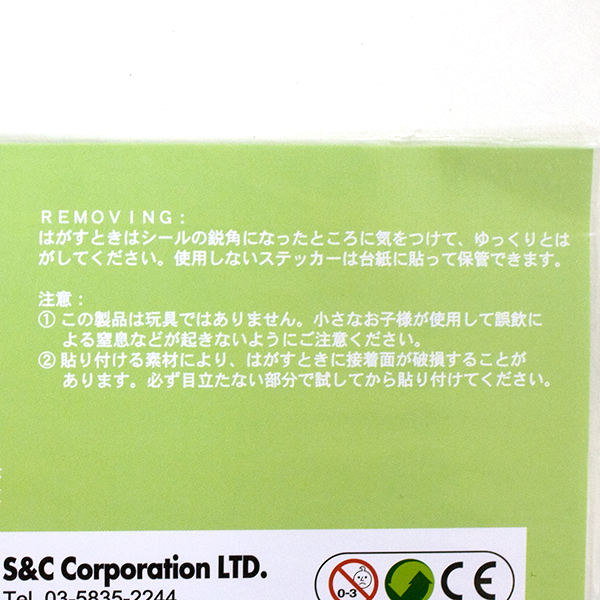 REMOVING：
はがすときはシールの鋭角になったところに気をつけて、ゆっくりとは
がしてください。使用しないステッカーは台紙に貼って保管できます。
注意：
① この製品は玩具ではありません。小さなお子様が使用して誤飲に
よる窒息などが起きないようにご注意ください。
② 貼り付ける素材により、はがすときに接着面が破損することが
あります。必ず目立たない部分で試してから貼り付けてください。
S&C Corporation LTD.
Tel. 03-5835-2244
0-3
CE